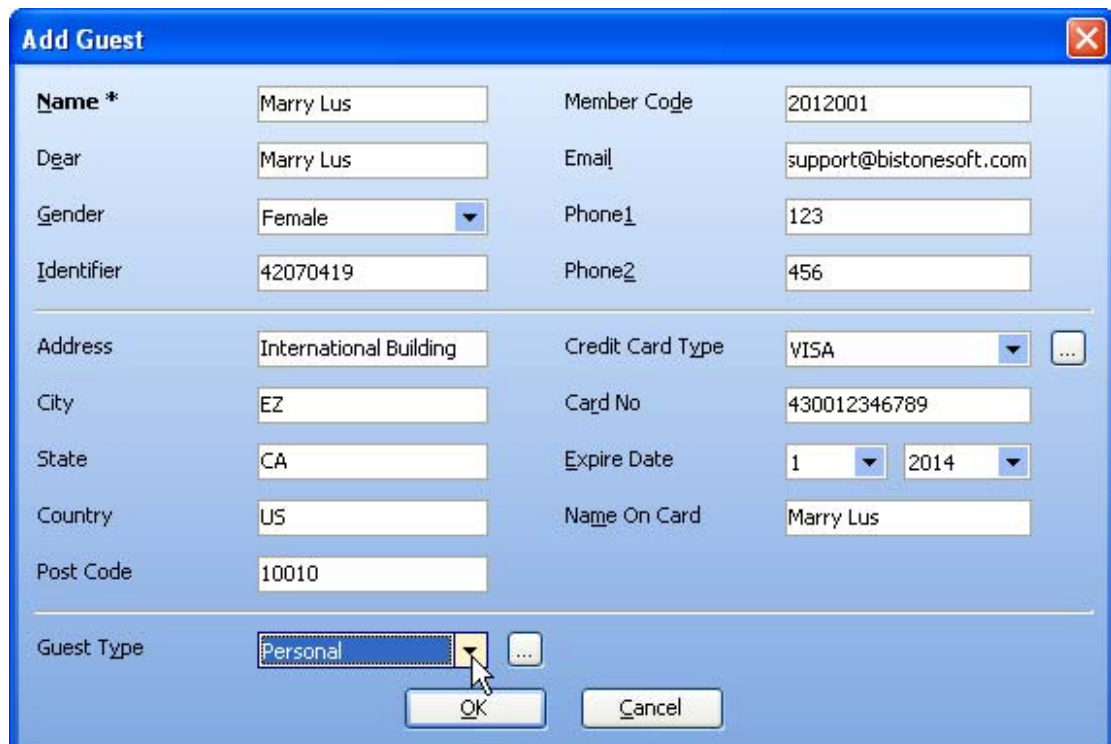 Add Guest
Name * Marry Lus Member Code 2012001
Dear Marry Lus Email support@bistonesoft.com
Gender Female Phone1 123
Identifier 42070419 Phone2 456
Address International Building Credit Card Type VISA ...
City EZ Card No 430012346789
State CA Expire Date 1 2014
Country US Name On Card Marry Lus
Post Code 10010
Guest Type Personal ...
OK Cancel